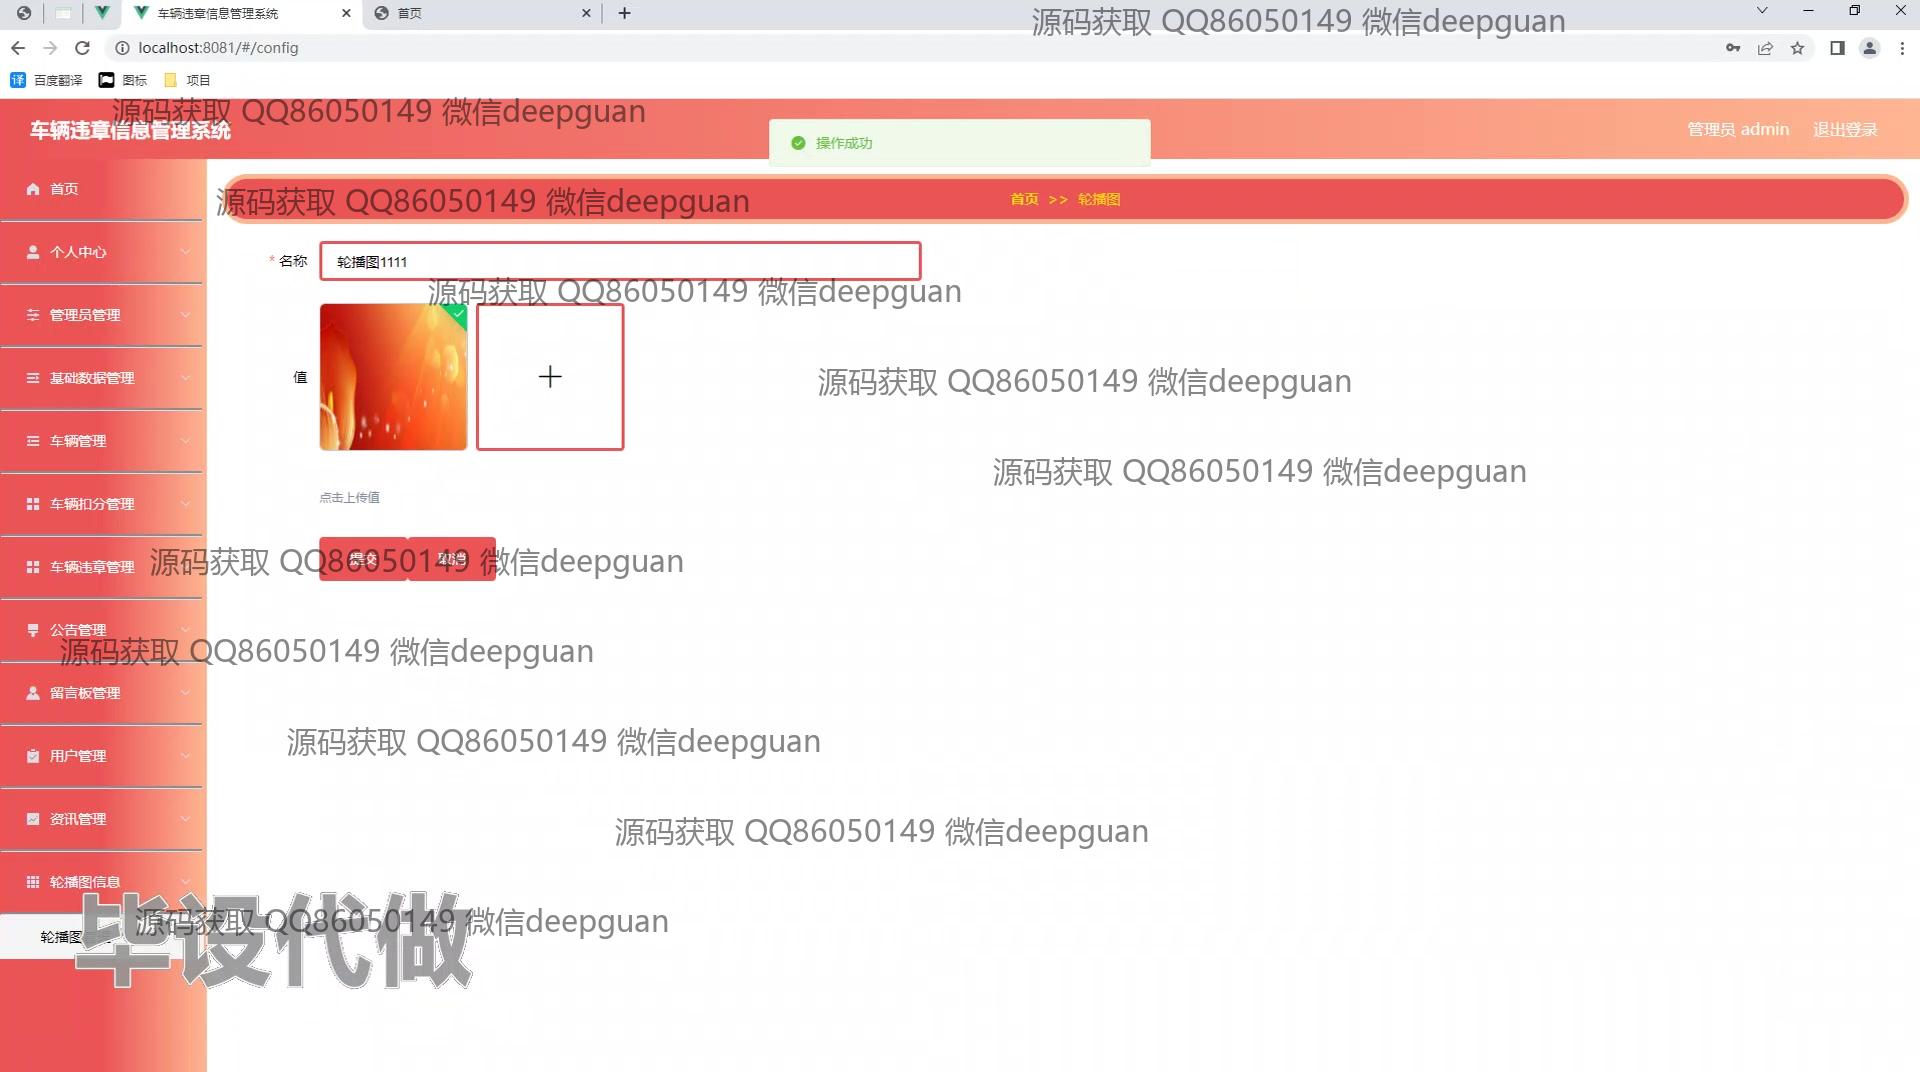 车辆违章信息管理系统
首页
源码获取 QQ86050149 微信deepguan
localhost:8081/#/config
百度翻译
图标
项目
源码获取 QQ86050149 微信deepguan
车辆违章信息管理系统
操作成功
管理员 admin
退出登录
首页
源码获取 QQ86050149 微信deepguan
首页 >> 轮播图
个人中心
* 名称
轮播图1111
源码获取 QQ86050149 微信deepguan
管理员管理
基础数据管理
值
源码获取 QQ86050149 微信deepguan
车辆管理
源码获取 QQ86050149 微信deepguan
车辆扣分管理
点击上传值
车辆违章管理
源码获取 QQ86050149 微信deepguan
提交
取消
公告管理
源码获取 QQ86050149 微信deepguan
留言板管理
用户管理
源码获取 QQ86050149 微信deepguan
资讯管理
源码获取 QQ86050149 微信deepguan
轮播图信息
源码获取 QQ86050149 微信deepguan
轮播图管理
毕设代做